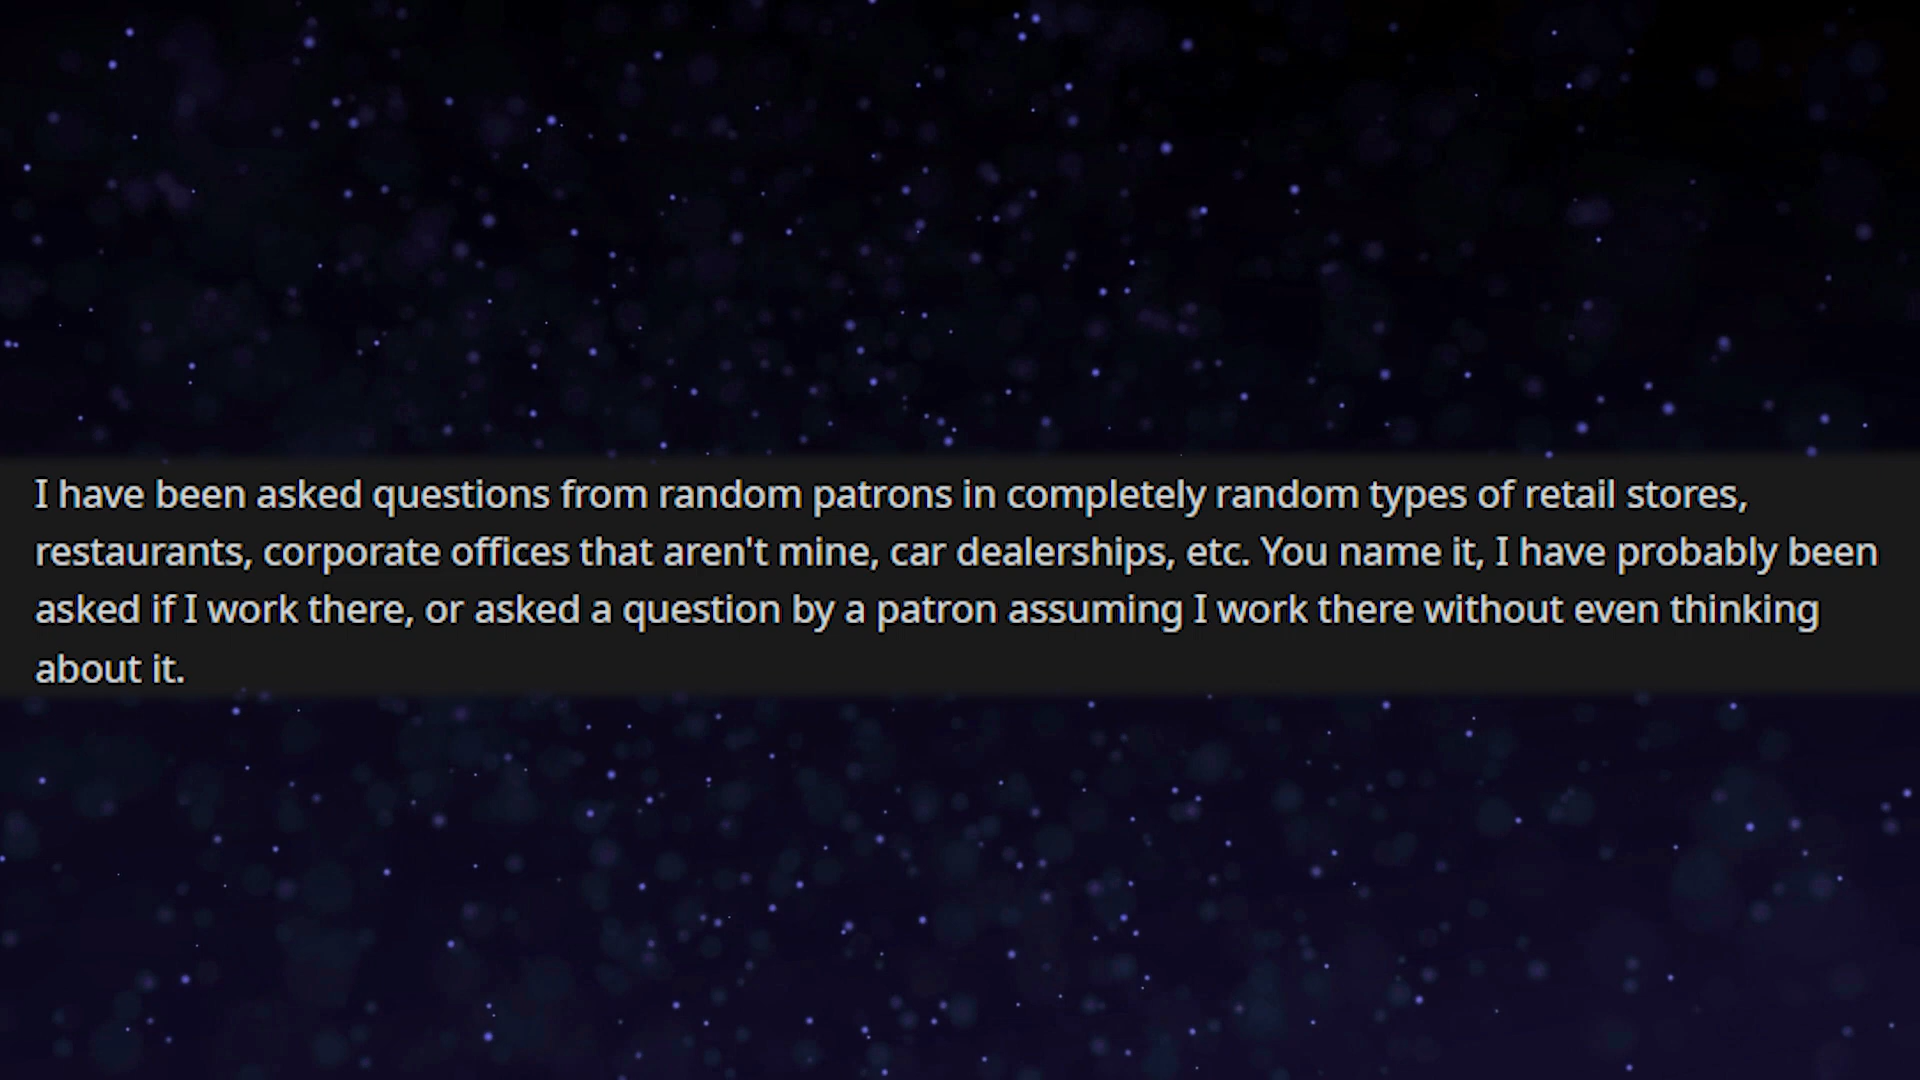 I have been asked questions from random patrons in completely random types of retail stores,
restaurants, corporate offices that aren't mine, car dealerships, etc. You name it, I have probably been
asked if I work there, or asked a question by a patron assuming I work there without even thinking
about it.